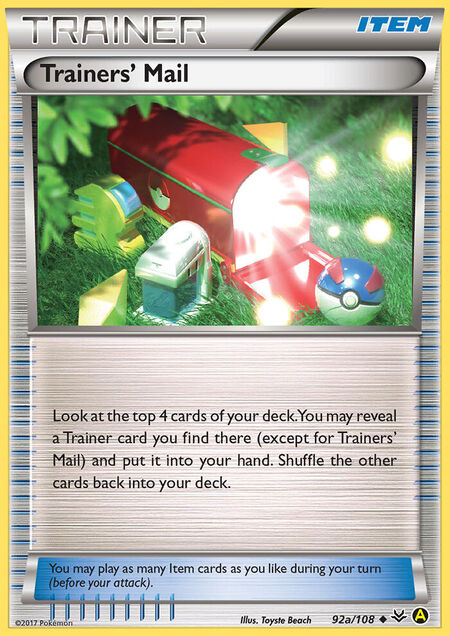 TRAINER
ITEM
Trainers' Mail
Look at the top 4 cards of your deck.You may reveal
a Trainer card you find there (except for Trainers'
Mail) and put it into your hand. Shuffle the other
cards back into your deck.
You may play as many Item cards as you like during your turn
(before your attack).
©2017 Pokémon
Illus. Toyste Beach
92a/108
A